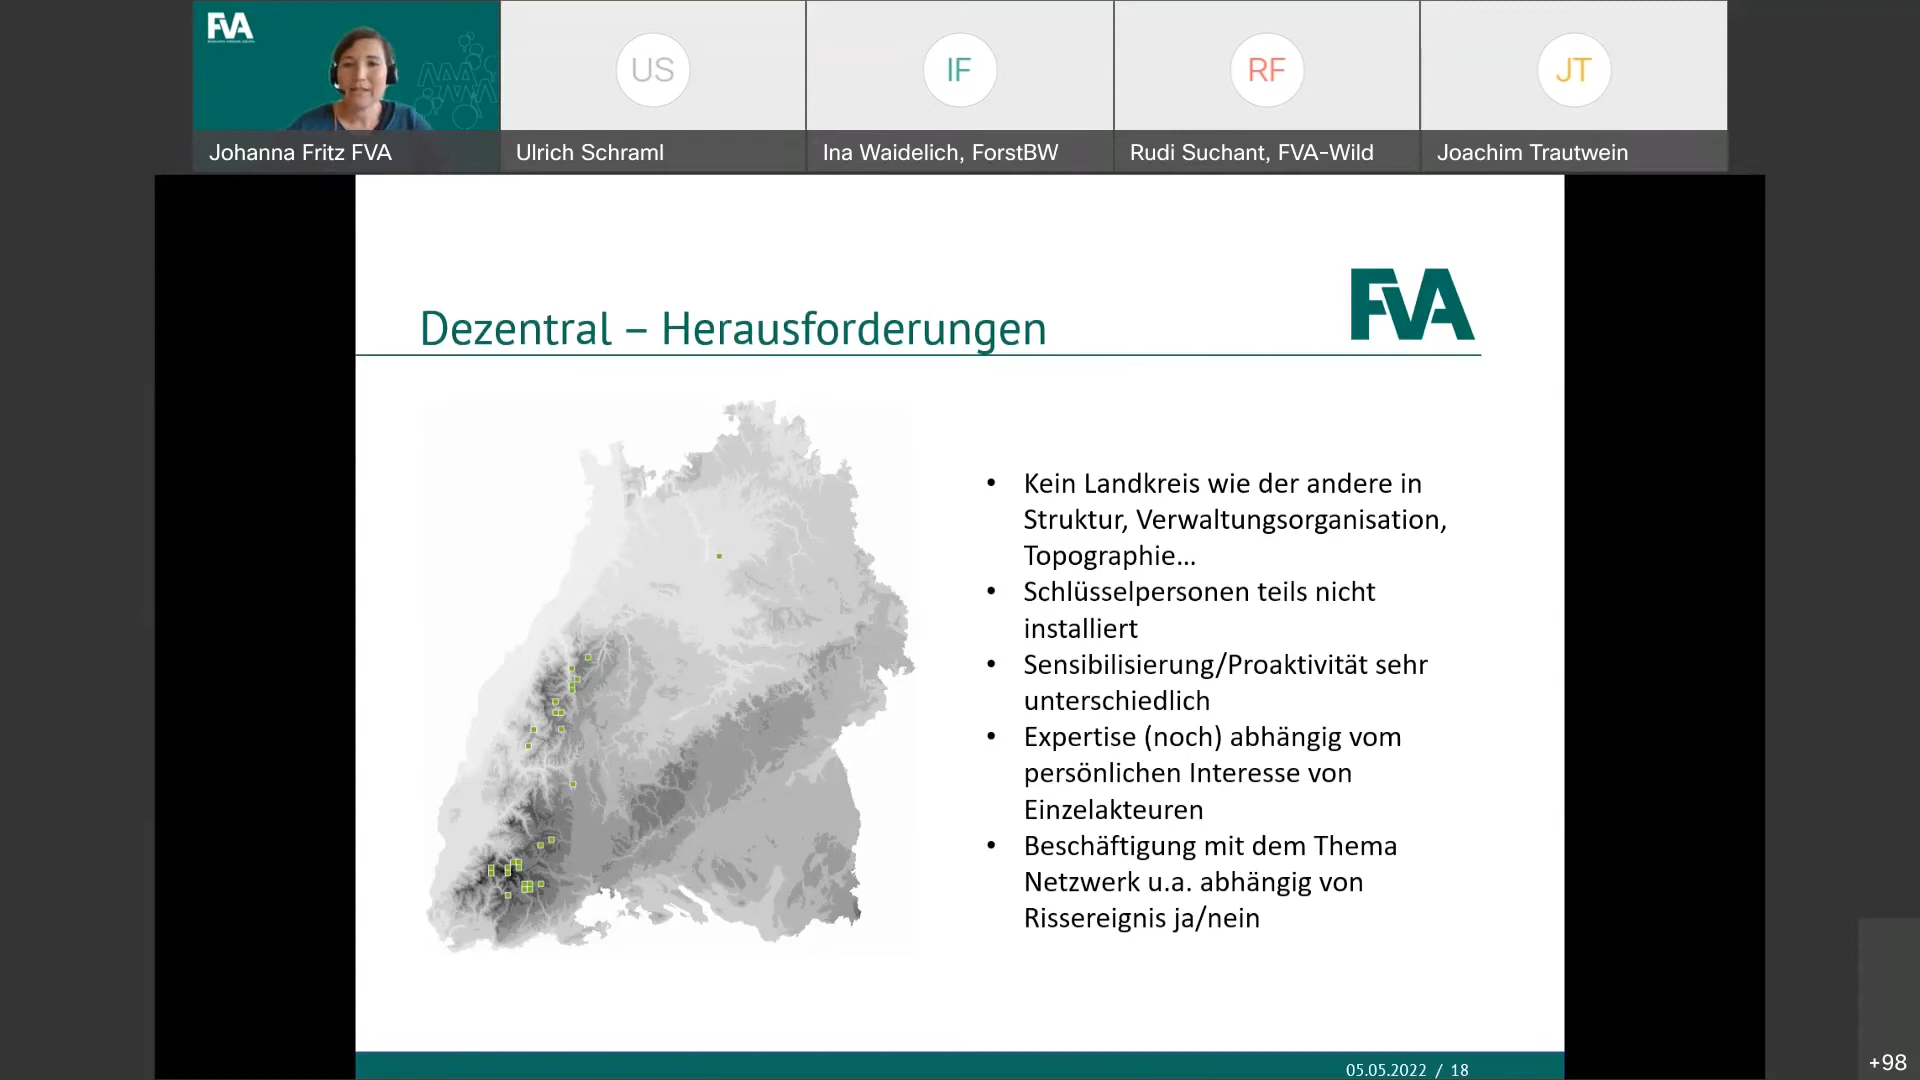 FVA
US
IF
RF
JT
Johanna Fritz FVA
Ulrich Schraml
Ina Waidelich, ForstBW
Rudi Suchant, FVA-Wild
Joachim Trautwein
FVA
Dezentral – Herausforderungen
• Kein Landkreis wie der andere in
Struktur, Verwaltungsorganisation,
Topographie...
• Schlüsselpersonen teils nicht
installiert
• Sensibilisierung/Proaktivität sehr
unterschiedlich
• Expertise (noch) abhängig vom
persönlichen Interesse von
Einzelakteuren
• Beschäftigung mit dem Thema
Netzwerk u.a. abhängig von
Rissereignis ja/nein
05.05.2022 / 18
+98